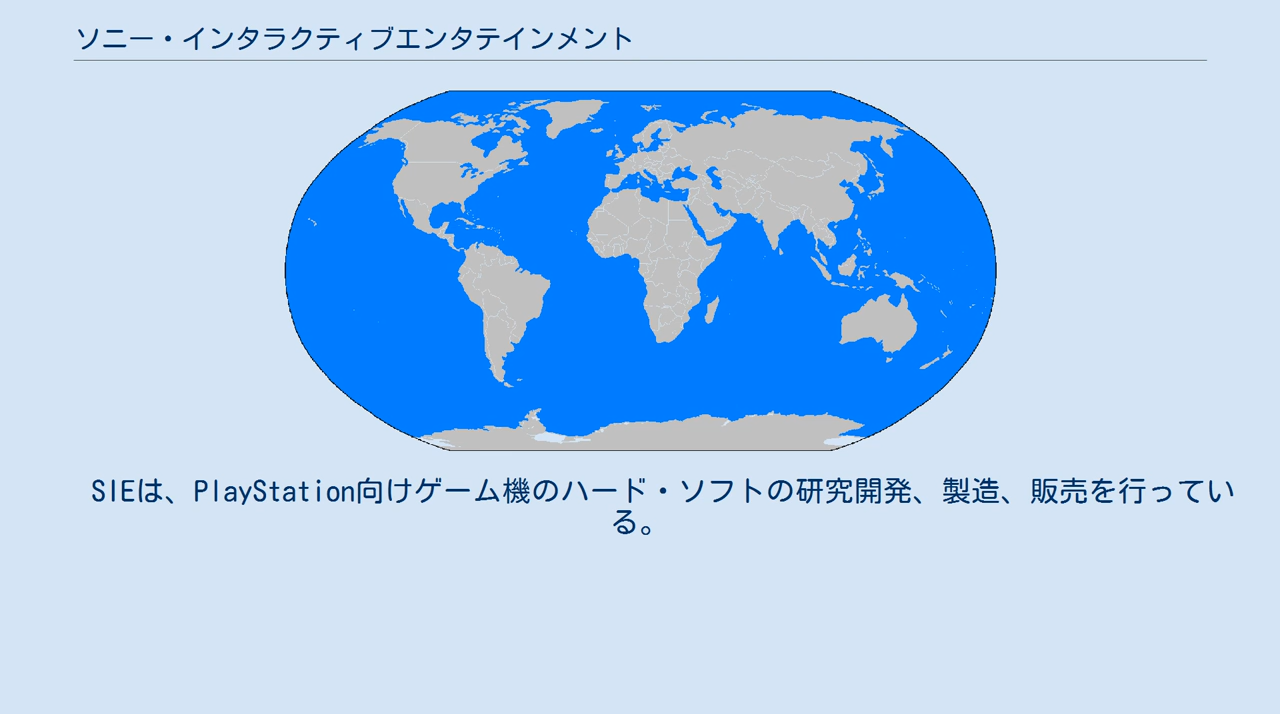 ソニー・インタラクティブエンタテインメント
SIEは、PlayStation向けゲーム機のハード・ソフトの研究開発、製造、販売を行ってい
る。